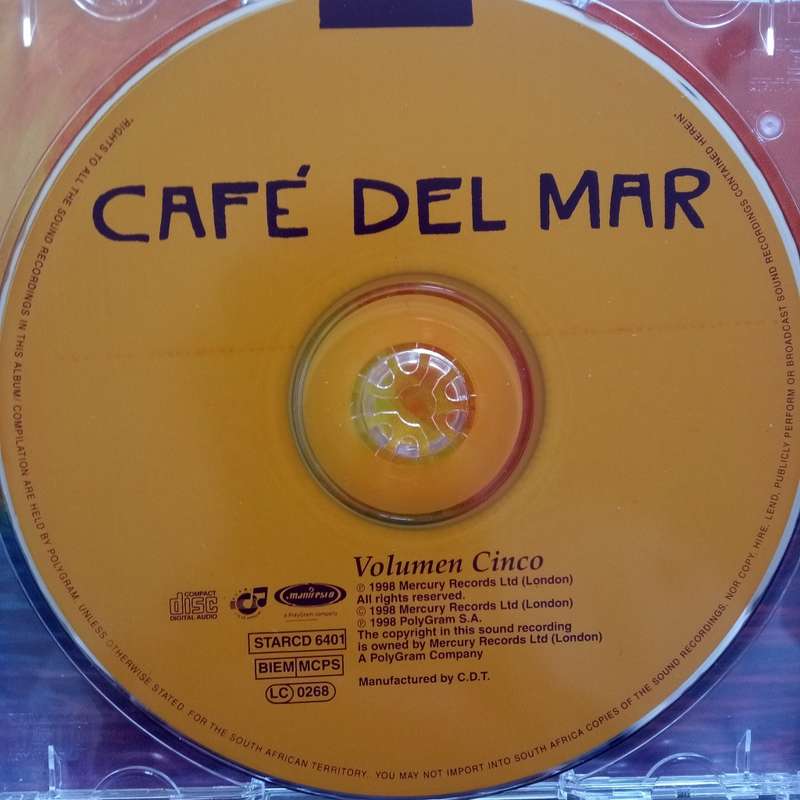 CAFÉ DEL MAR
"RIGHTS TO ALL THE SOUND RECORDINGS IN THIS ALBUM/COMPILATION ARE HELD BY POLYGRAM. UNLESS OTHERWISE STATED. FOR THE SOUTH AFRICAN TERRITORY. YOU MAY NOT IMPORT INTO SOUTH AFRICA COPIES OF THE SOUND RECORDINGS, NOR COPY, HIRE, LEND, PUBLICLY PERFORM OR BROADCAST SOUND RECORDINGS CONTAINED HEREIN"
Volumen Cinco
℗ 1998 Mercury Records Ltd (London)
All rights reserved.
© 1998 Mercury Records Ltd (London)
℗ 1998 PolyGram S.A.
The copyright in this sound recording
is owned by Mercury Records Ltd (London)
A PolyGram Company
Manufactured by C.D.T.
COMPACT
disc
DIGITAL AUDIO
manifesto
a PolyGram company
STARCD 6401
BIEM MCPS
LC 0268